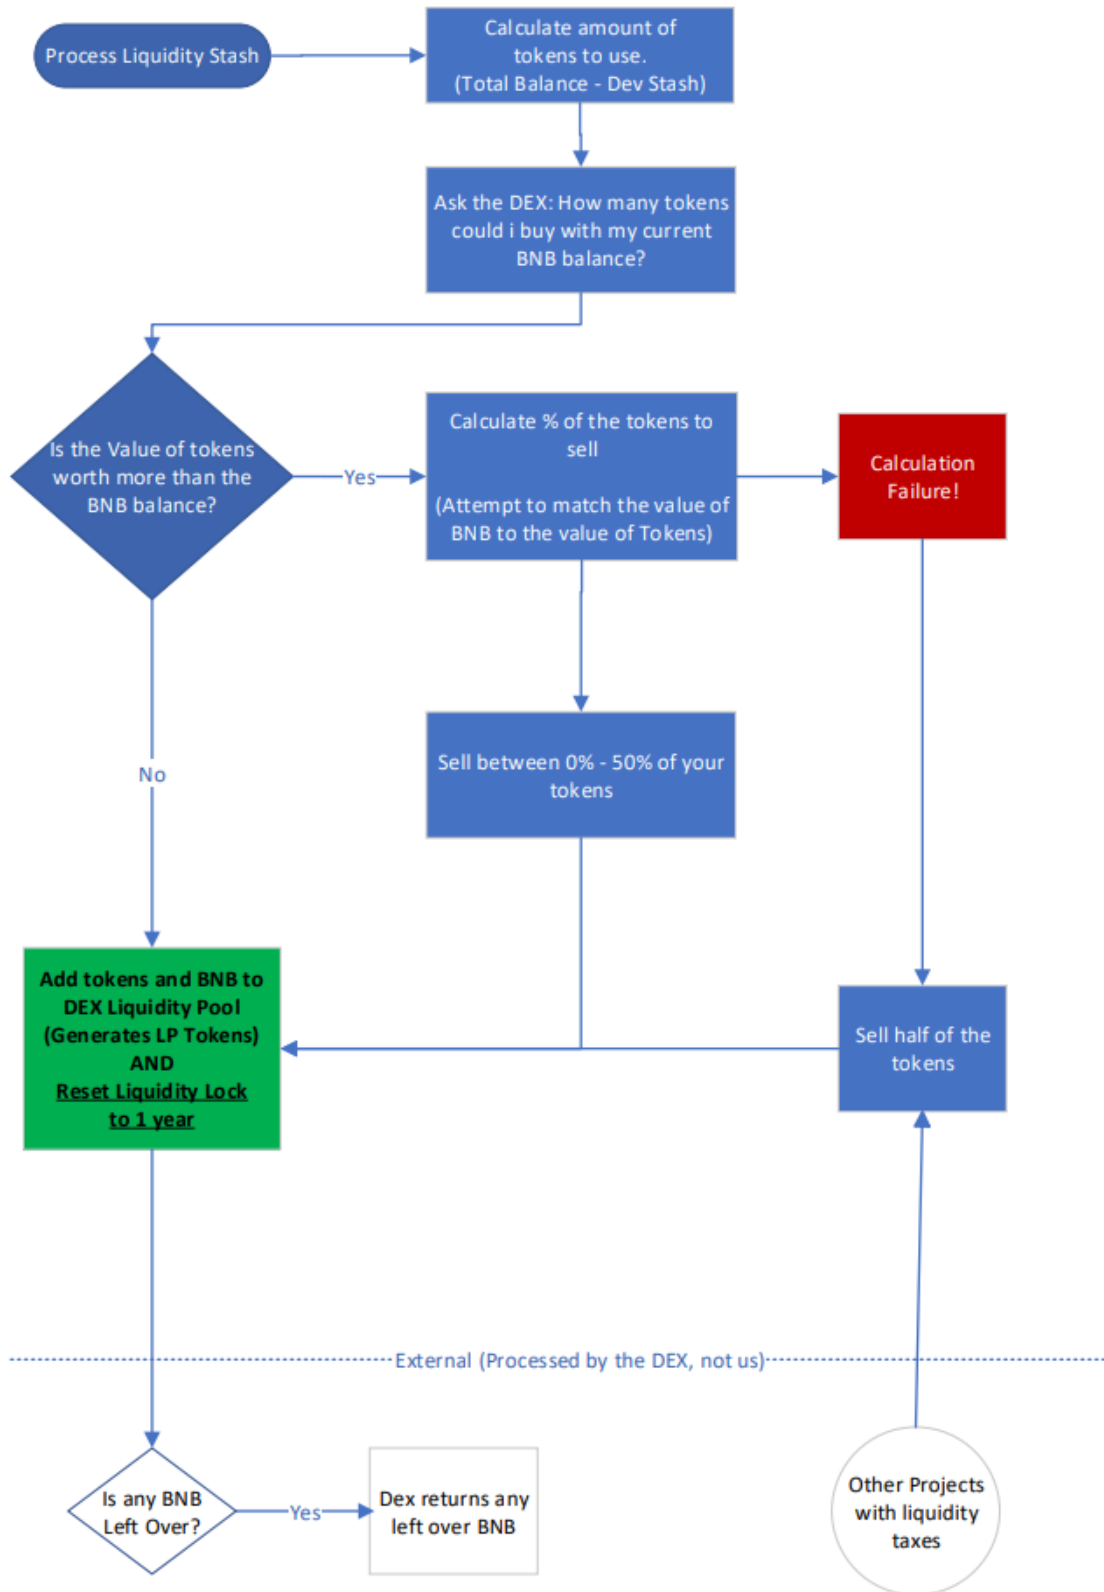 Process Liquidity Stash
Calculate amount of
tokens to use.
(Total Balance - Dev Stash)
Ask the DEX: How many tokens
could i buy with my current
BNB balance?
Is the Value of tokens
worth more than the
BNB balance?
Yes
Calculate % of the tokens to
sell
(Attempt to match the value of
BNB to the value of Tokens)
Calculation
Failure!
No
Sell between 0% - 50% of your
tokens
Add tokens and BNB to
DEX Liquidity Pool
(Generates LP Tokens)
AND
Reset Liquidity Lock
to 1 year
Sell half of the
tokens
External (Processed by the DEX, not us)
Is any BNB
Left Over?
Yes
Dex returns any
left over BNB
Other Projects
with liquidity
taxes